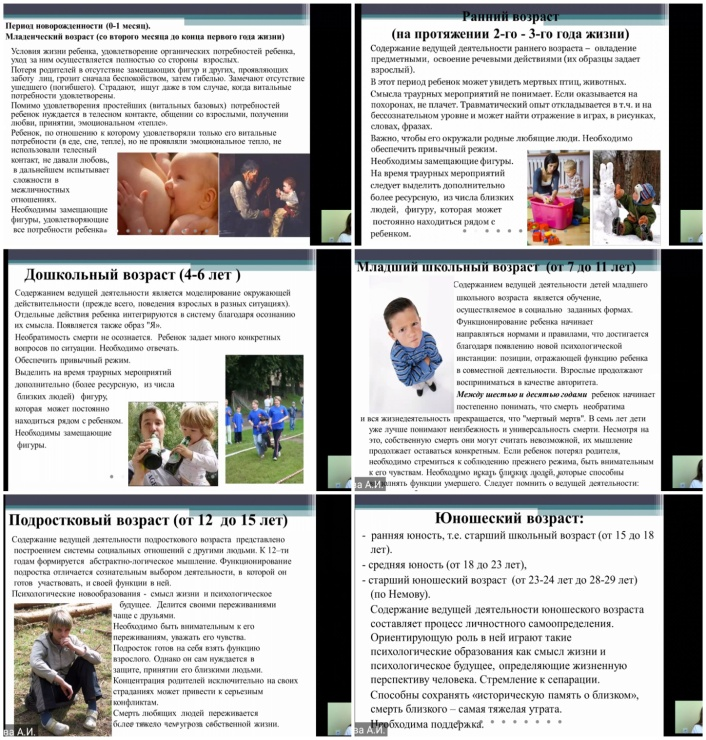 Период новорожденности (0-1 месяц).
Младенческий возраст (со второго месяца до конца первого года жизни)
Условия жизни ребенка, удовлетворение органических потребностей ребенка,
уход за ним осуществляется полностью со стороны взрослых.
Потеря родителей в отсутствие замещающих фигур и других, проявляющих
заботу лиц, грозит сначала беспокойством, затем гибелью. Замечают отсутствие
ушедшего (погибшего). Страдают, ищут даже в том случае, когда витальные
потребности удовлетворены.
Помимо удовлетворения простейших (витальных базовых) потребностей
ребенок нуждается в телесном контакте, общении со взрослыми, получении
любви, принятии, эмоциональном «тепле».
Ребенок, по отношению к которому удовлетворяли только его витальные
потребности (в еде, сне, тепле), но не проявляли эмоциональное тепло, не
использовали телесный
контакт, не давали любовь,
в дальнейшем испытывает
сложности в
межличностных
отношениях.
Необходимы замещающие
фигуры, удовлетворяющие
все потребности ребенка.
Ранний возраст
(на протяжении 2-го - 3-го года жизни)
Содержание ведущей деятельности раннего возраста – овладение
предметными, освоение речевыми действиями (их образцы задает
взрослый).
В этот период ребенок может увидеть мертвых птиц, животных.
Смысла траурных мероприятий не понимает. Если оказывается на
похоронах, не плачет. Травматический опыт откладывается в т.ч. и на
бессознательном уровне и может найти отражение в играх, в рисунках,
словах, фразах.
Важно, чтобы его окружали родные любящие люди. Необходимо
обеспечить привычный режим.
Необходимы замещающие фигуры.
На время траурных мероприятий
следует выделить дополнительно
более ресурсную, из числа близких
людей, фигуру, которая может
постоянно находиться рядом с
ребенком.
Дошкольный возраст (4-6 лет )
Содержанием ведущей деятельности является моделирование окружающей
действительности (прежде всего, поведения взрослых в разных ситуациях).
Отдельные действия ребенка интегрируются в систему благодаря осознанию
их смысла. Появляется также образ "Я».
Необратимость смерти не осознается. Ребенок задает много конкретных
вопросов по ситуации. Необходимо отвечать.
Обеспечить привычный режим.
Выделить на время траурных мероприятий
дополнительно (более ресурсную, из числа
близких людей) фигуру,
которая может постоянно
находиться рядом с ребенком.
Необходимы замещающие
фигуры.
Младший школьный возраст (от 7 до 11 лет)
Содержанием ведущей деятельности детей младшего
школьного возраста является обучение,
осуществляемое в социально заданных формах.
Функционирование ребенка начинает
направляться нормами и правилами, что достигается
благодаря появлению новой психологической
инстанции: позиции, отражающей функцию ребенка
в совместной деятельности. Взрослые продолжают
восприниматься в качестве авторитета.
Между шестью и десятью годами ребенок начинает
постепенно понимать, что смерть необратима
и вся жизнедеятельность прекращается, что "мертвый мертв". В семь лет дети
уже лучше понимают неизбежность и универсальность смерти. Несмотря на
это, собственную смерть они могут считать невозможной, их мышление
продолжает оставаться конкретным. Если ребенок потерял родителя,
необходимо стремиться к соблюдению прежнего режима, быть внимательным
к его чувствам. Необходимо искать близких людей, которые способны
функции умершего. Следует помнить о ведущей деятельности:
ва А.И.
Подростковый возраст (от 12 до 15 лет)
Содержание ведущей деятельности подросткового возраста представлено
построением системы социальных отношений с другими людьми. К 12–ти
годам формируется абстрактно-логическое мышление. Функционирование
подростка отличается сознательным выбором деятельности, в которой он
готов участвовать, и своей функции в ней.
Психологические новообразования - смысл жизни и психологическое
будущее. Делится своими переживаниями
чаще с друзьями.
Необходимо быть внимательным к его
переживаниям, уважать его чувства.
Подросток готов на себя взять функцию
взрослого. Однако он сам нуждается в
защите, принятии его близкими людьми.
Концентрация родителей исключительно на своих
страданиях может привести к серьезным
конфликтам.
Смерть любящих людей переживается
более тяжело чем угроза собственной жизни.
ва А.И.
Юношеский возраст:
- ранняя юность, т.е. старший школьный возраст (от 15 до 18
лет).
- средняя юность (от 18 до 23 лет),
- старший юношеский возраст (от 23-24 лет до 28-29 лет)
(по Немову).
Содержание ведущей деятельности юношеского возраста
составляет процесс личностного самоопределения.
Ориентирующую роль в ней играют такие
психологические образования как смысл жизни и
психологическое будущее, определяющие жизненную
перспективу человека. Стремление к сепарации.
Способны сохранять «историческую память о близком»,
смерть близкого – самая тяжелая утрата.
Необходима поддержка.